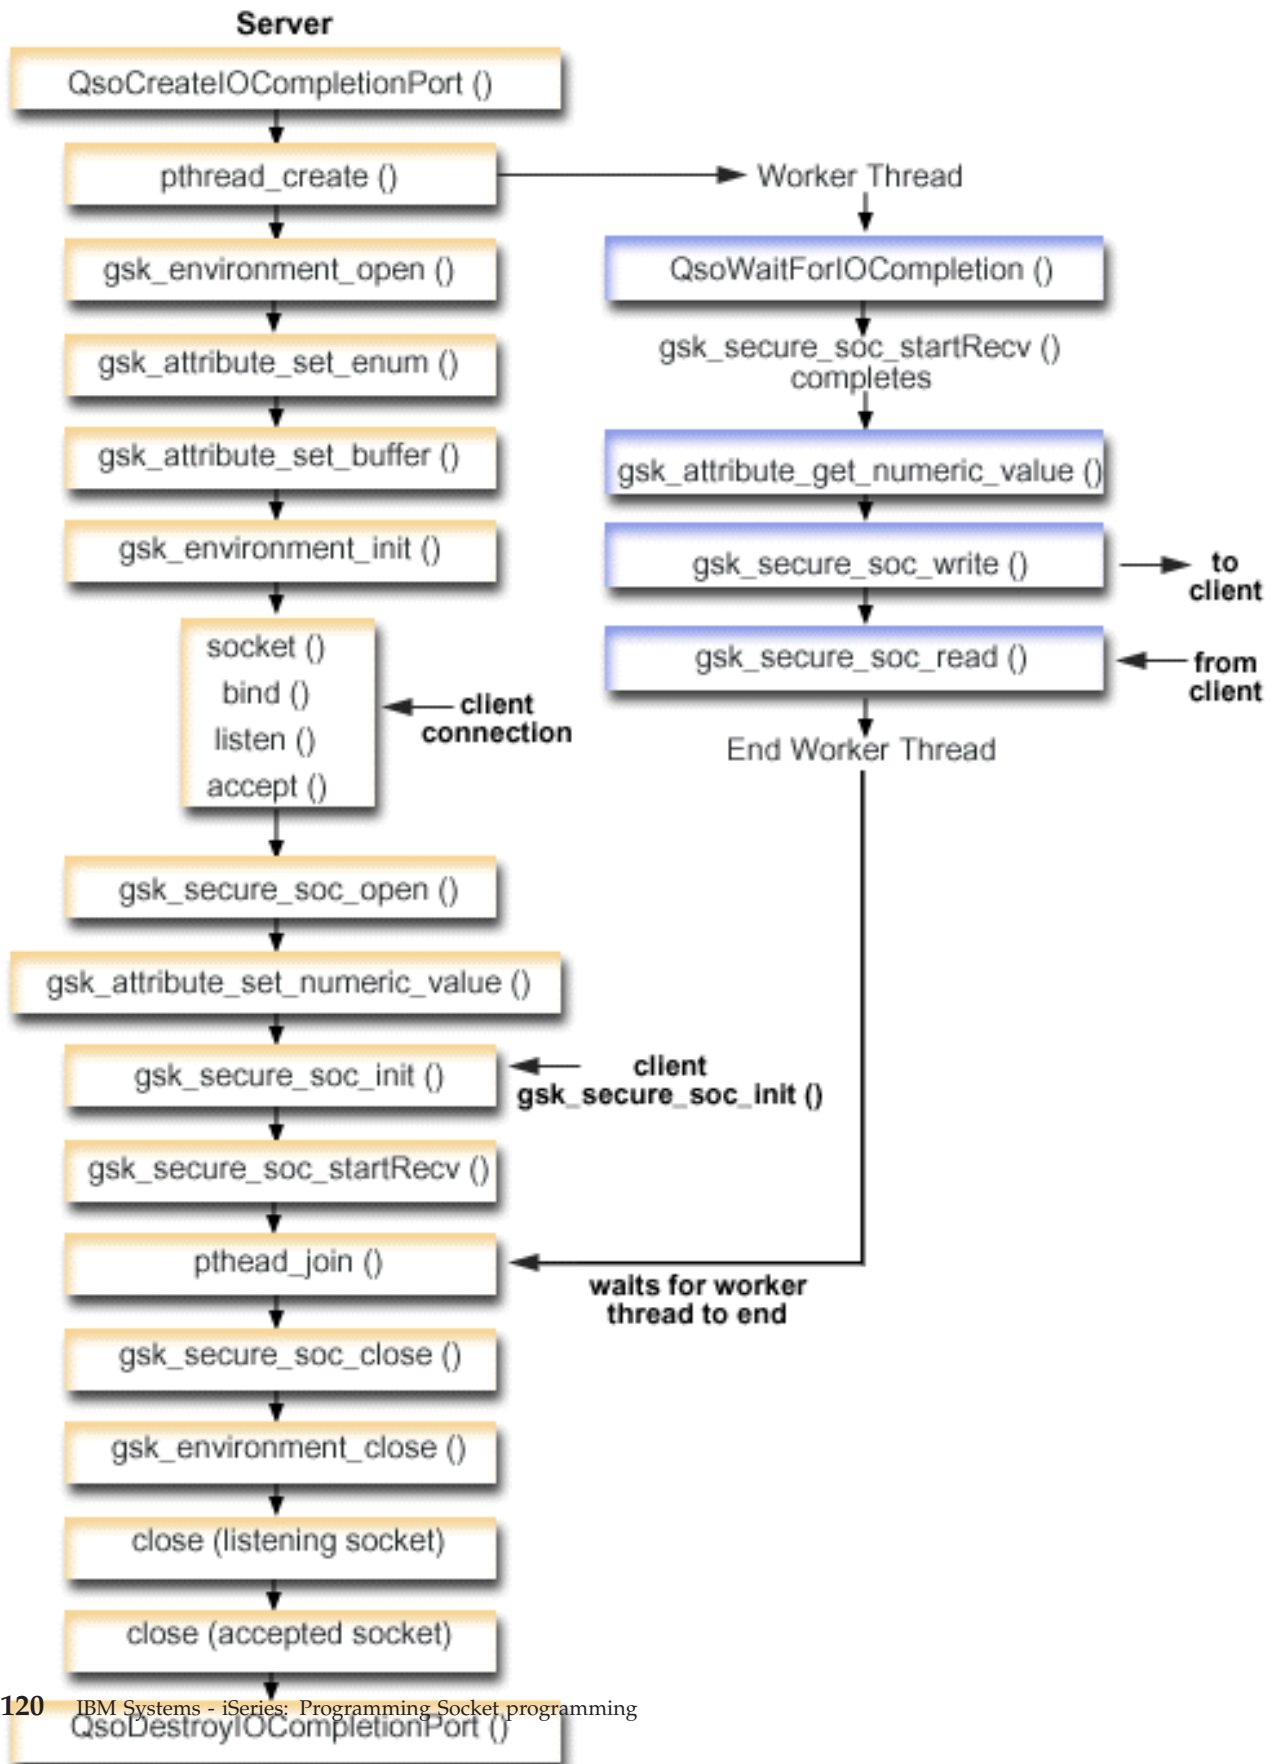 Server
QsoCreateIOCompletionPort ()
pthread_create ()
Worker Thread
gsk_environment_open ()
QsoWaitForIOCompletion ()
gsk_attribute_set_enum ()
gsk_secure_soc_startRecv ()
completes
gsk_attribute_set_buffer ()
gsk_attribute_get_numeric_value ()
gsk_environment_init ()
gsk_secure_soc_write ()
to
client
socket ()
bind ()
listen ()
accept ()
client
connection
gsk_secure_soc_read ()
from
client
End Worker Thread
gsk_secure_soc_open ()
gsk_attribute_set_numeric_value ()
gsk_secure_soc_init ()
client
gsk_secure_soc_init ()
gsk_secure_soc_startRecv ()
pthead_join ()
waits for worker
thread to end
gsk_secure_soc_close ()
gsk_environment_close ()
close (listening socket)
close (accepted socket)
120 IBM Systems - iSeries: Programming Socket programming
QsoDestroyIOCompletionPort ()